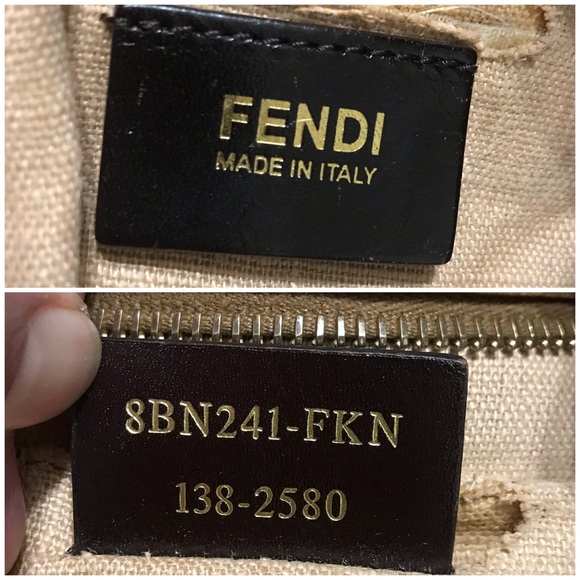 FENDI
MADE IN ITALY
8BN241-FKN
138-2580